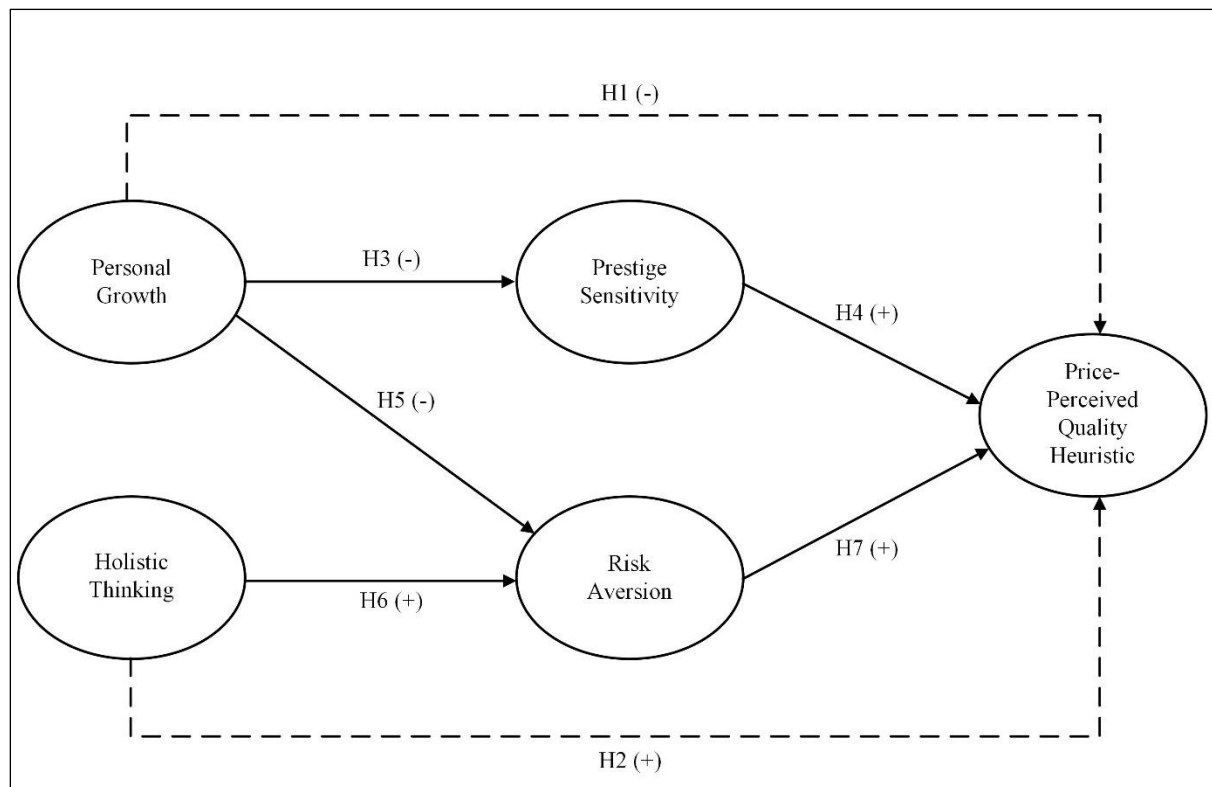 H1 (-)
Personal
Growth
H3 (-)
Prestige
Sensitivity
H4 (+)
Price-
Perceived
Quality
Heuristic
H5 (-)
Holistic
Thinking
H6 (+)
Risk
Aversion
H7 (+)
H2 (+)